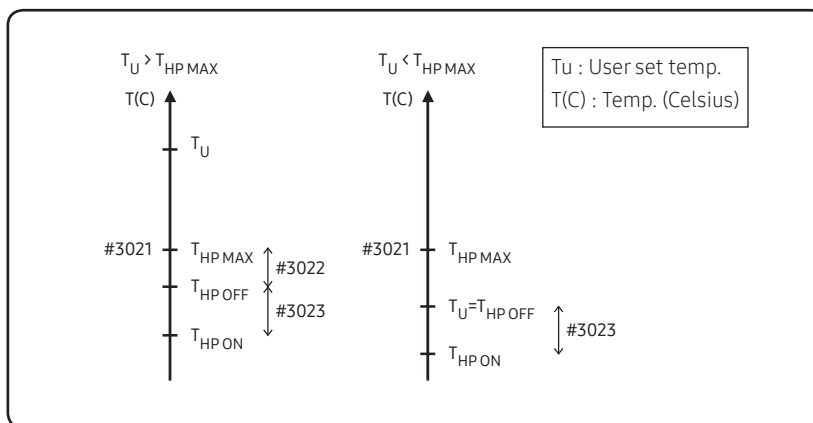 T_U > T_HP MAX
T(C)
T_U
#3021
T_HP MAX
#3022
T_HP OFF
#3023
T_HP ON
T_U < T_HP MAX
T(C)
#3021
T_HP MAX
T_U=T_HP OFF
#3023
T_HP ON
Tu : User set temp.
T(C) : Temp. (Celsius)